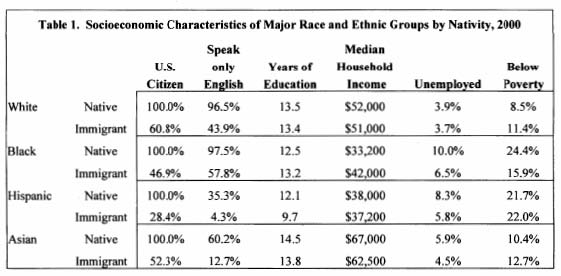 Table 1. Socioeconomic Characteristics of Major Race and Ethnic Groups by Nativity, 2000
Speak Median
U.S. only Years of Household Below
Citizen English Education Income Unemployed Poverty
White Native 100.0% 96.5% 13.5 $52,000 3.9% 8.5%
Immigrant 60.8% 43.9% 13.4 $51,000 3.7% 11.4%
Black Native 100.0% 97.5% 12.5 $33,200 10.0% 24.4%
Immigrant 46.9% 57.8% 13.2 $42,000 6.5% 15.9%
Hispanic Native 100.0% 35.3% 12.1 $38,000 8.3% 21.7%
Immigrant 28.4% 4.3% 9.7 $37,200 5.8% 22.0%
Asian Native 100.0% 60.2% 14.5 $67,000 5.9% 10.4%
Immigrant 52.3% 12.7% 13.8 $62,500 4.5% 12.7%